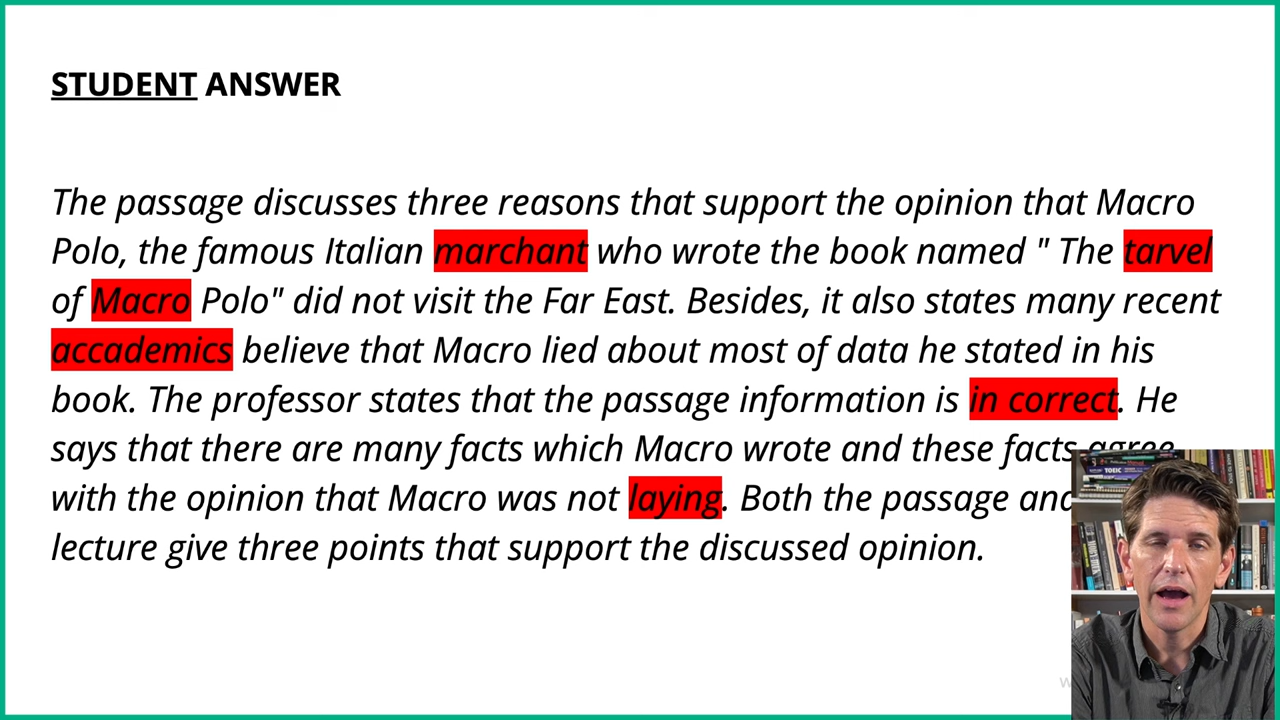 STUDENT ANSWER
The passage discusses three reasons that support the opinion that Macro
Polo, the famous Italian marchant who wrote the book named " The tarvel
of Macro Polo" did not visit the Far East. Besides, it also states many recent
accademics believe that Macro lied about most of data he stated in his
book. The professor states that the passage information is in correct. He
says that there are many facts which Macro wrote and these facts agree
with the opinion that Macro was not laying. Both the passage and
lecture give three points that support the discussed opinion.
TOEIC